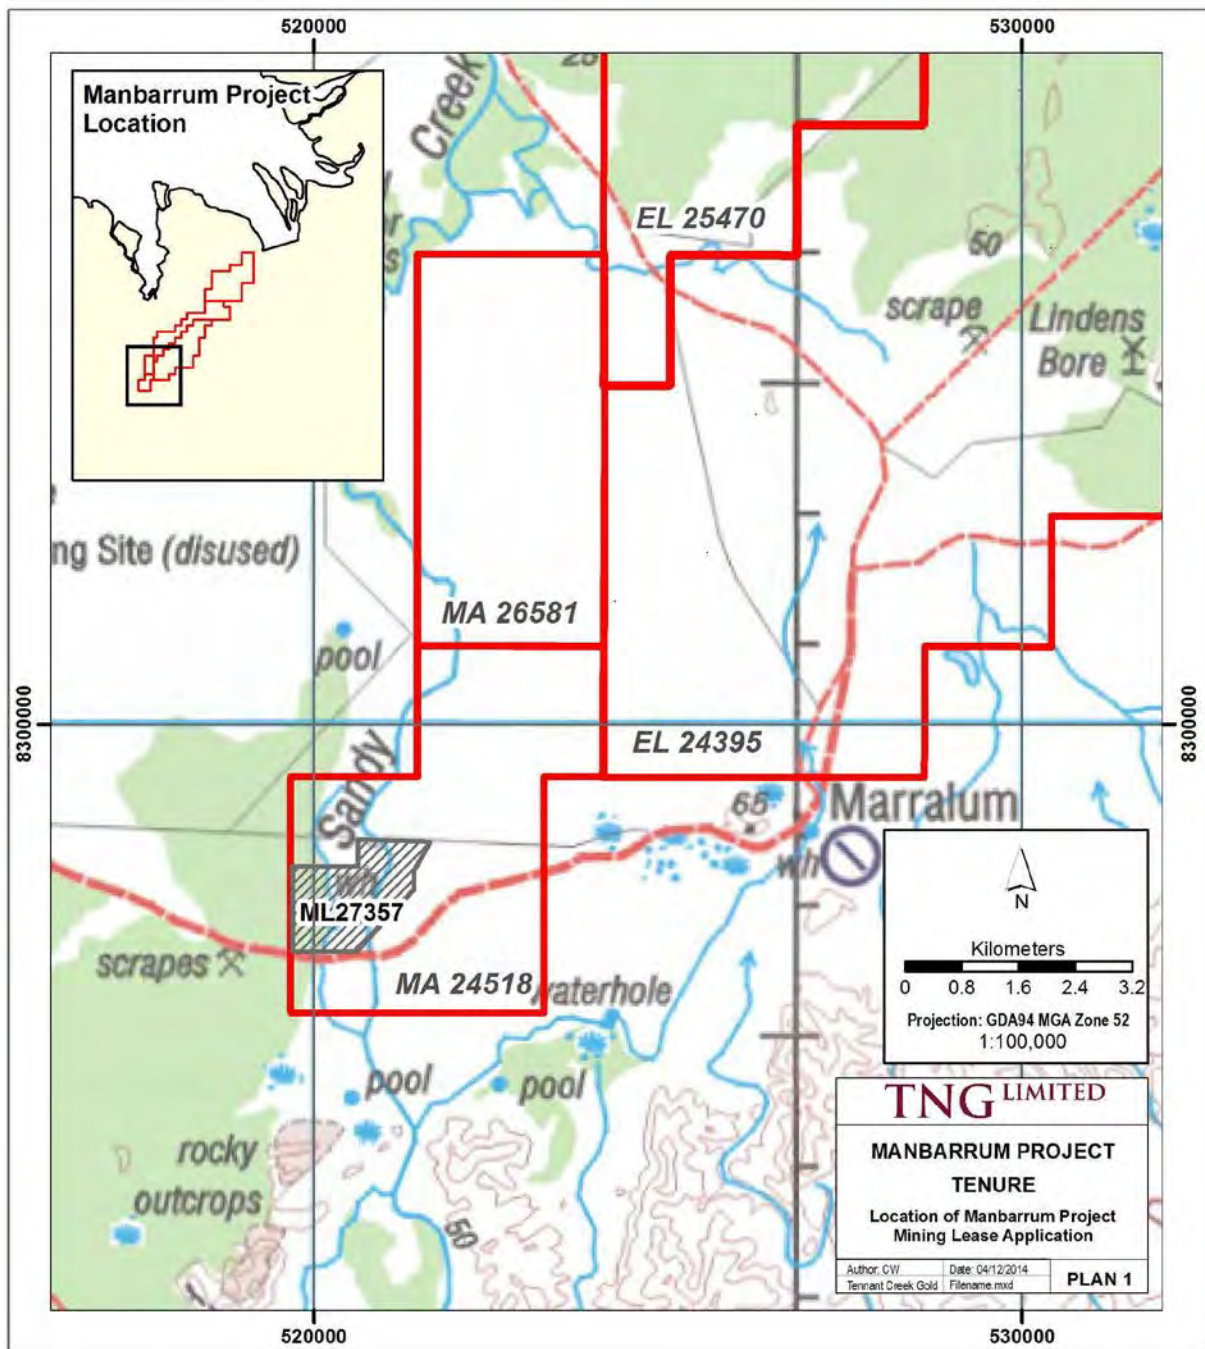 520000
530000
Manbarrum Project
Location
Creek
EL 25470
50
scrape
Lindens
Bore
ng Site (disused)
MA 26581
pool
8300000
8300000
EL 24395
Sandy
65
Marralum
wh
wh
ML27357
N
Kilometers
0 0.8 1.6 2.4 3.2
Projection: GDA94 MGA Zone 52
1:100,000
scrapes
MA 24518
waterhole
pool
pool
rocky
outcrops
50
TNG LIMITED
MANBARRUM PROJECT
TENURE
Location of Manbarrum Project
Mining Lease Application
Author: CW Date: 04/12/2014
Tennant Creek Gold Filename.mxd
PLAN 1
520000
530000